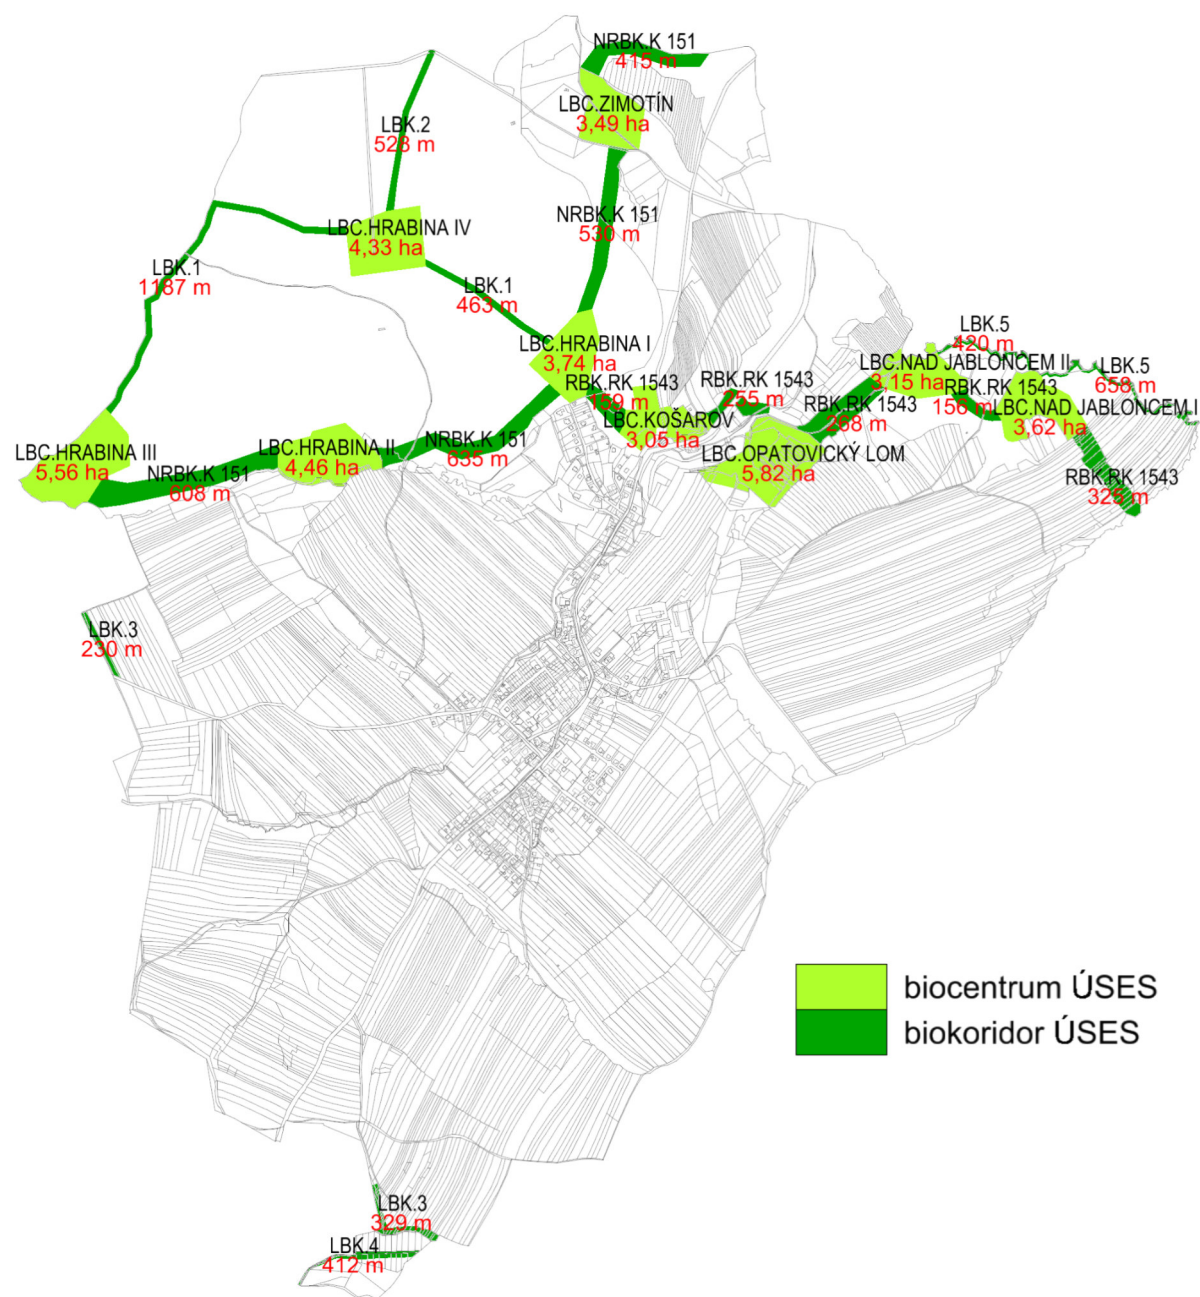 NRBK.K 151
415 m
LBC.ZIMOTÍN
3,49 ha
LBK.2
528 m
NRBK.K 151
530 m
LBC.HRABINA IV
4,33 ha
LBK.1
1187 m
LBK.1
463 m
LBC.HRABINA I
3,74 ha
LBK.5
420 m
LBC.NAD JABLONCEM II
3,15 ha
LBK.5
658 m
RBK.RK 1543
159 m
RBK.RK 1543
255 m
RBK.RK 1543
156 m
LBC.NAD JABLONCEM I
3,62 ha
LBC.KOŠAROV
3,05 ha
RBK.RK 1543
268 m
LBC.HRABINA III
5,56 ha
LBC.HRABINA II
4,46 ha
NRBK.K 151
635 m
LBC.OPATOVICKÝ LOM
5,82 ha
NRBK.K 151
608 m
RBK.RK 1543
325 m
LBK.3
230 m
biocentrum ÚSES
biokoridor ÚSES
LBK.3
329 m
LBK.4
412 m